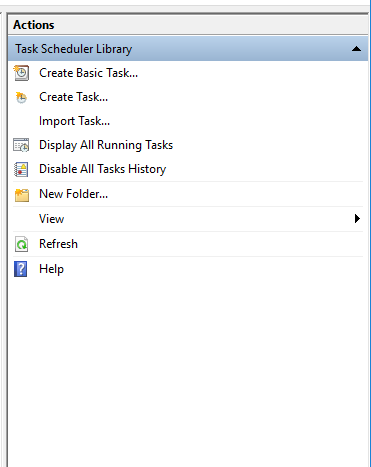 Actions
Task Scheduler Library
Create Basic Task...
Create Task...
Import Task...
Display All Running Tasks
Disable All Tasks History
New Folder...
View
Refresh
Help